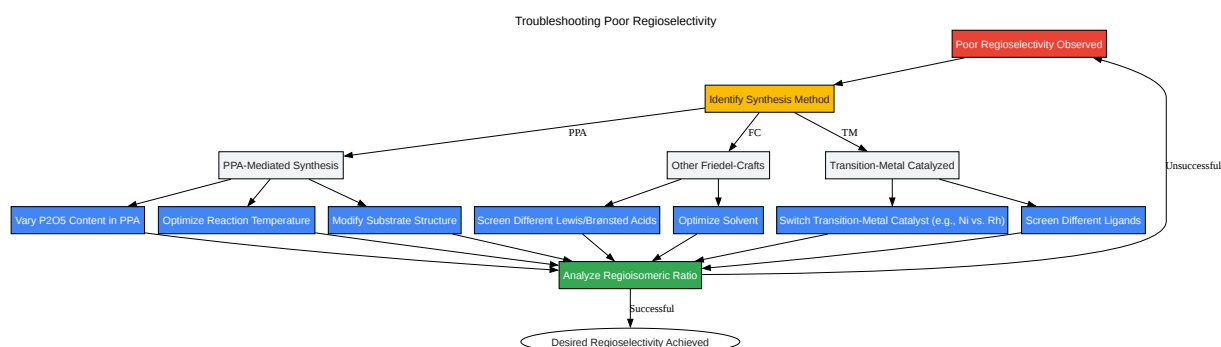 Troubleshooting Poor Regioselectivity
Poor Regioselectivity Observed
Identify Synthesis Method
PPA
FC
TM
PPA-Mediated Synthesis
Other Friedel-Crafts
Transition-Metal Catalyzed
Unsuccessful
Vary P2O5 Content in PPA
Optimize Reaction Temperature
Modify Substrate Structure
Screen Different Lewis/Brønsted Acids
Optimize Solvent
Switch Transition-Metal Catalyst (e.g., Ni vs. Rh)
Screen Different Ligands
Analyze Regioisomeric Ratio
Successful
Desired Regioselectivity Achieved